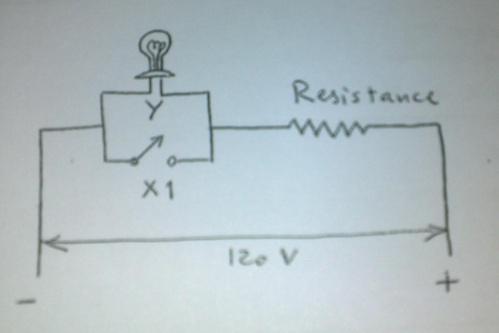 Resistance
Y
X1
120 V
-
+